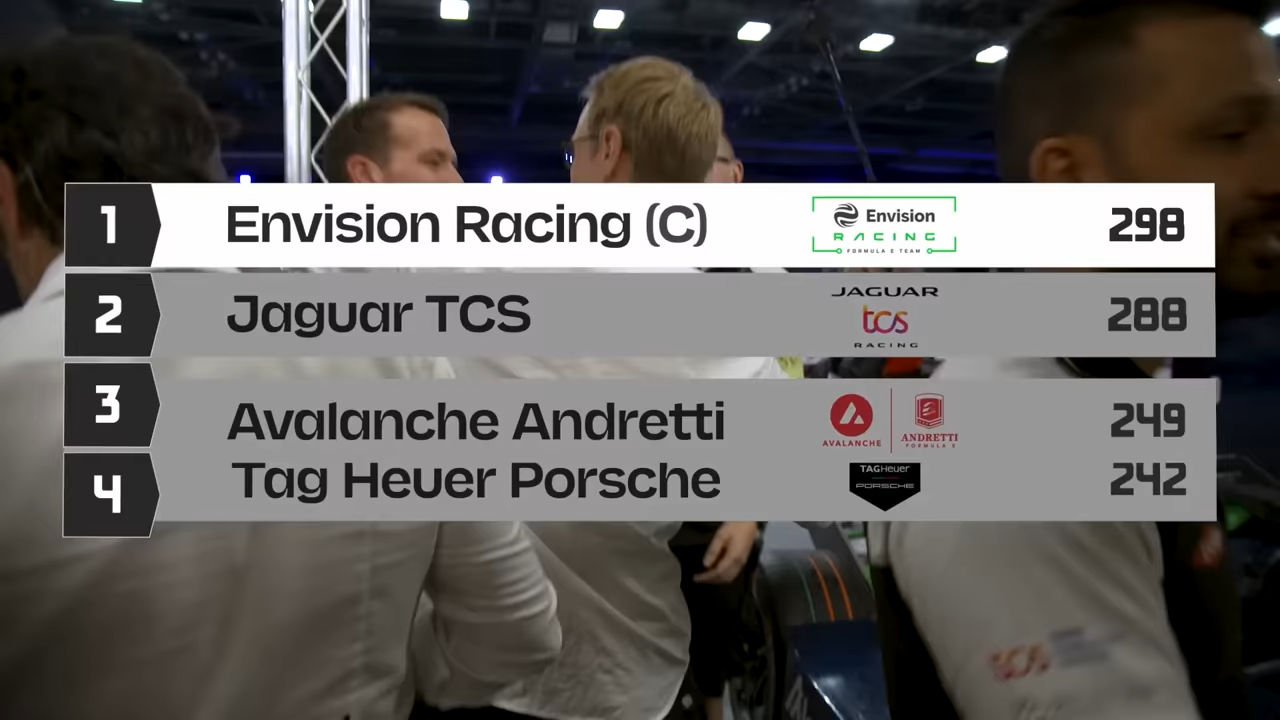 1 Envision Racing (C) Envision RACING FORMULA E TEAM 298
2 Jaguar TCS JAGUAR tcs RACING 288
3 Avalanche Andretti AVALANCHE ANDRETTI FORMULA E 249
4 Tag Heuer Porsche TAGHeuer PORSCHE 242